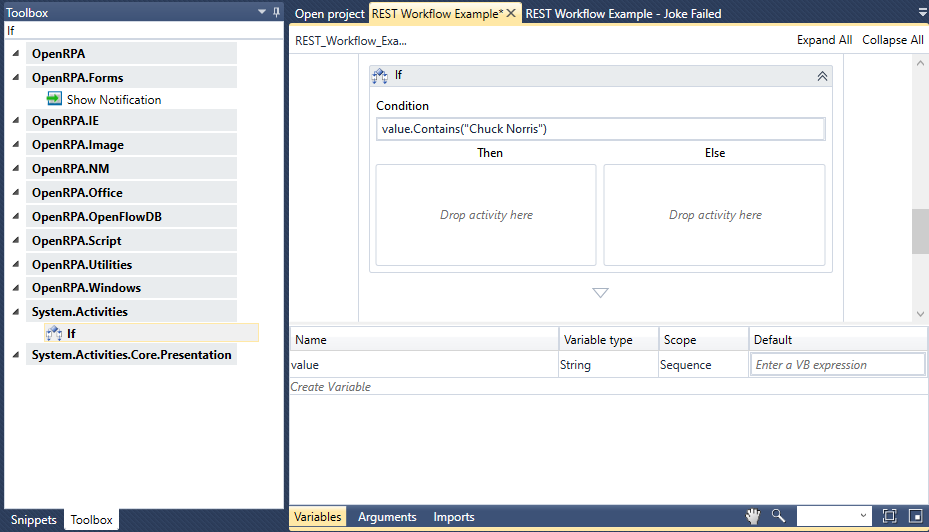 Toolbox
If
OpenRPA
OpenRPA.Forms
Show Notification
OpenRPA.IE
OpenRPA.Image
OpenRPA.NM
OpenRPA.Office
OpenRPA.OpenFlowDB
OpenRPA.Script
OpenRPA.Utilities
OpenRPA.Windows
System.Activities
If
System.Activities.Core.Presentation
Snippets Toolbox
Open project REST Workflow Example* REST Workflow Example - Joke Failed
REST_Workflow_Exa... Expand All Collapse All
If
Condition
value.Contains("Chuck Norris")
Then Else
Drop activity here Drop activity here
Name Variable type Scope Default
value String Sequence Enter a VB expression
Create Variable
Variables Arguments Imports